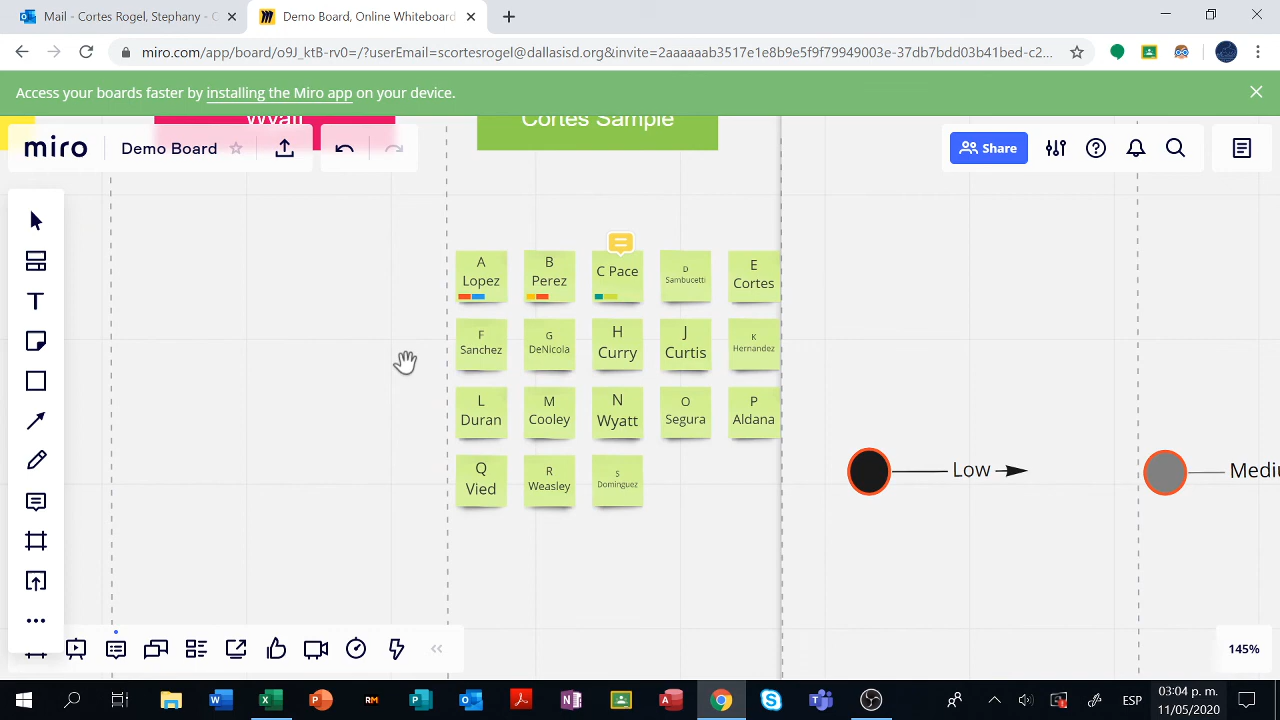 Mail - Cortes Rogel, Stephany - C
Demo Board, Online Whiteboard
miro.com/app/board/o9J_ktB-rv0=/?userEmail=scortesrogel@dallasisd.org&invite=2aaaaaab3517e1e8b9e5f9f79949003e-37db7bdd03b41bed-c2...
Access your boards faster by installing the Miro app on your device.
Wyatt
Cortes Sample
miro
Demo Board
Share
A
Lopez
B
Perez
C Pace
D
Sambucetti
E
Cortes
F
Sanchez
G
DeNicola
H
Curry
J
Curtis
K
Hernandez
L
Duran
M
Cooley
N
Wyatt
O
Segura
P
Aldana
Q
Vied
R
Weasley
S
Dominguez
Low
Mediu
145%
RM
ESP
03:04 p. m.
11/05/2020